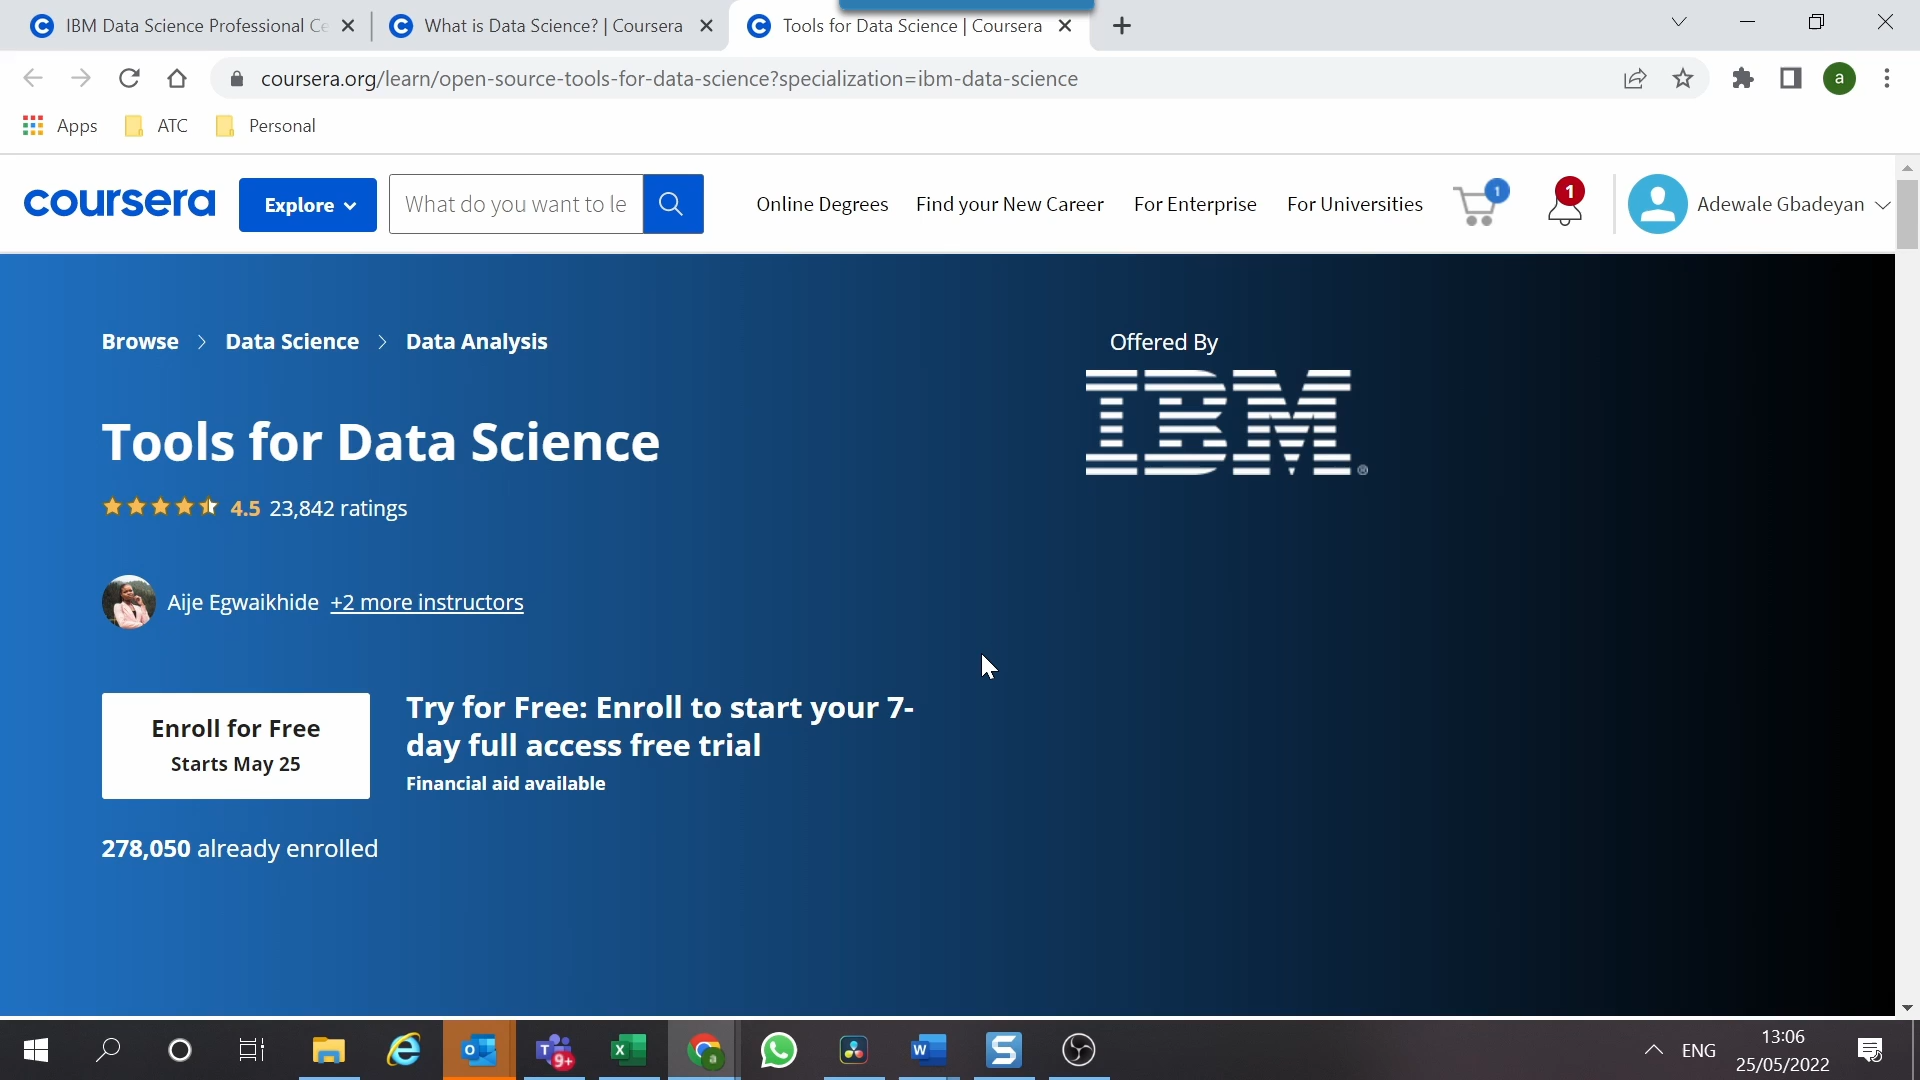 IBM Data Science Professional Ce
What is Data Science? | Coursera
Tools for Data Science | Coursera
coursera.org/learn/open-source-tools-for-data-science?specialization=ibm-data-science
a
Apps
ATC
Personal
coursera
Explore
What do you want to le
Online Degrees
Find your New Career
For Enterprise
For Universities
1
1
Adewale Gbadeyan
Browse > Data Science > Data Analysis
Offered By
IBM®
Tools for Data Science
4.5 23,842 ratings
Aije Egwaikhide +2 more instructors
Enroll for Free
Starts May 25
Try for Free: Enroll to start your 7-
day full access free trial
Financial aid available
278,050 already enrolled
9+
ENG
13:06
25/05/2022